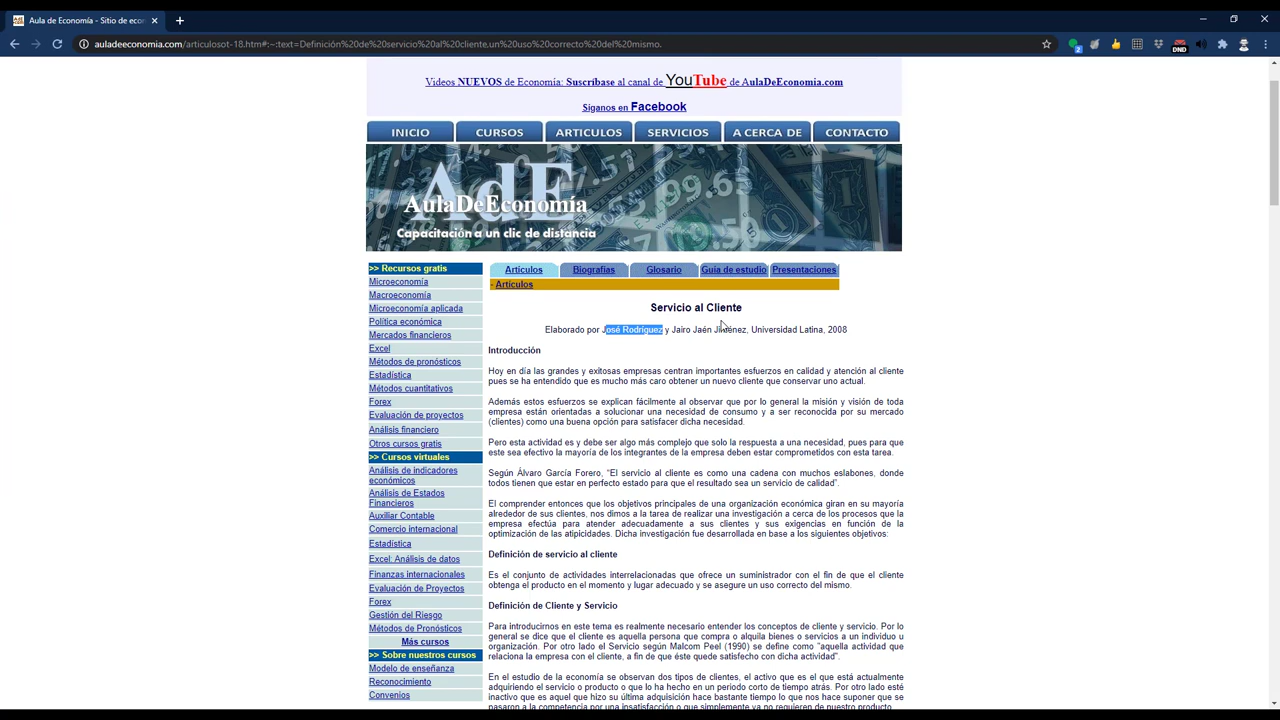 Aula de Economía - Sitio de eco
auladeeconomia.com/articulosot-18.htm#:~:text=Definición%20de%20servicio%20al%20cliente,un%20uso%20correcto%20del%20mismo.
2
DND
Videos NUEVOS de Economía: Suscríbase al canal de YouTube de AulaDeEconomia.com
Síganos en Facebook
INICIO CURSOS ARTICULOS SERVICIOS A CERCA DE CONTACTO
AdE
AulaDeEconomía
Capacitación a un clic de distancia
>> Recursos gratis
Microeconomía
Macroeconomía
Microeconomía aplicada
Política económica
Mercados financieros
Excel
Métodos de pronósticos
Estadística
Métodos cuantitativos
Forex
Evaluación de proyectos
Análisis financiero
Otros cursos gratis
>> Cursos virtuales
Análisis de indicadores
económicos
Análisis de Estados
Financieros
Auxiliar Contable
Comercio internacional
Estadística
Excel: Análisis de datos
Finanzas internacionales
Evaluación de Proyectos
Forex
Gestión del Riesgo
Métodos de Pronósticos
Más cursos
>> Sobre nuestros cursos
Modelo de enseñanza
Reconocimiento
Convenios
Artículos Biografías Glosario Guía de estudio Presentaciones
- Artículos
Servicio al Cliente
Elaborado por José Rodríguez y Jairo Jaén Jiménez, Universidad Latina, 2008
Introducción
Hoy en día las grandes y exitosas empresas centran importantes esfuerzos en calidad y atención al cliente
pues se ha entendido que es mucho más caro obtener un nuevo cliente que conservar uno actual.
Además estos esfuerzos se explican fácilmente al observar que por lo general la misión y visión de toda
empresa están orientadas a solucionar una necesidad de consumo y a ser reconocida por su mercado
(clientes) como una buena opción para satisfacer dicha necesidad.
Pero esta actividad es y debe ser algo más complejo que solo la respuesta a una necesidad, pues para que
este sea efectivo la mayoría de los integrantes de la empresa deben estar comprometidos con esta tarea.
Según Álvaro García Forero, “El servicio al cliente es como una cadena con muchos eslabones, donde
todos tienen que estar en perfecto estado para que el resultado sea un servicio de calidad”.
El comprender entonces que los objetivos principales de una organización económica giran en su mayoría
alrededor de sus clientes, nos dimos a la tarea de realizar una investigación a cerca de los procesos que la
empresa efectúa para atender adecuadamente a sus clientes y sus exigencias en función de la
optimización de las atipicidades. Dicha investigación fue desarrollada en base a los siguientes objetivos:
Definición de servicio al cliente
Es el conjunto de actividades interrelacionadas que ofrece un suministrador con el fin de que el cliente
obtenga el producto en el momento y lugar adecuado y se asegure un uso correcto del mismo.
Definición de Cliente y Servicio
Para introducirnos en este tema es realmente necesario entender los conceptos de cliente y servicio. Por lo
general se dice que el cliente es aquella persona que compra o alquila bienes o servicios a un individuo u
organización. Por otro lado el Servicio según Malcom Peel (1990) se define como “aquella actividad que
relaciona la empresa con el cliente, a fin de que éste quede satisfecho con dicha actividad”.
En el estudio de la economía se observan dos tipos de clientes, el activo que es el que está actualmente
adquiriendo el servicio o producto o que lo ha hecho en un periodo corto de tiempo atrás. Por otro lado esté
inactivo que es aquel que hizo su última adquisición hace bastante tiempo lo que nos hace suponer que se
pasaron a la competencia por una insatisfacción o que simplemente ya no requieren de nuestro producto